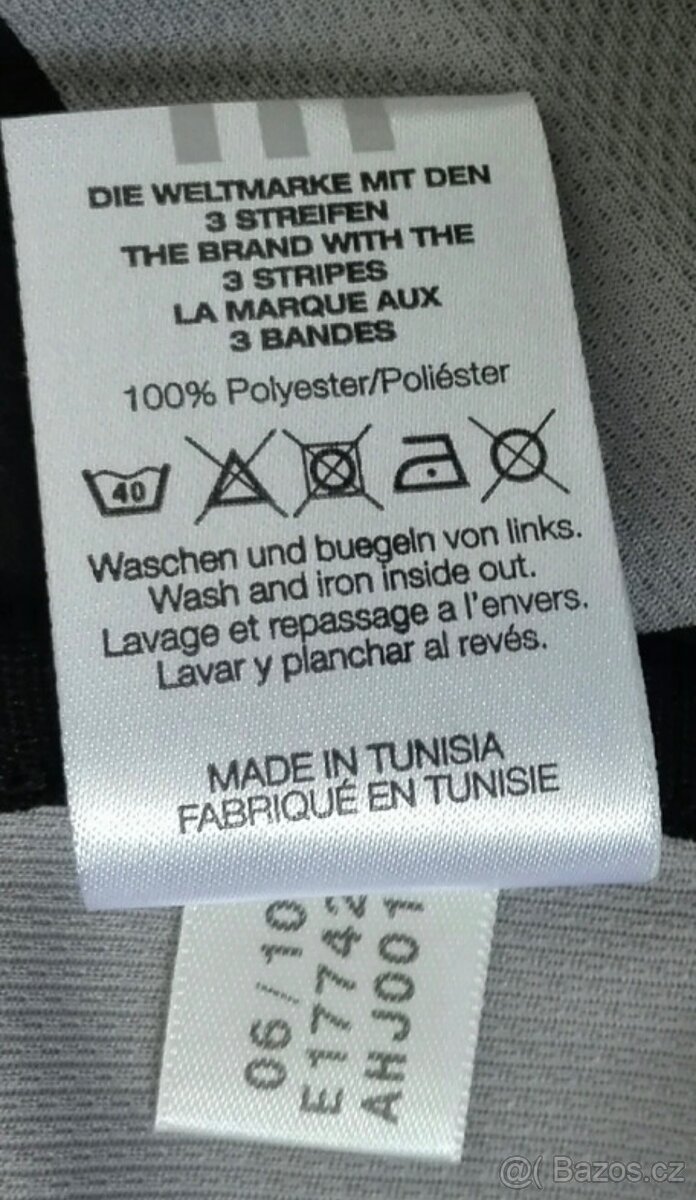 DIE WELTMARKE MIT DEN
3 STREIFEN
THE BRAND WITH THE
3 STRIPES
LA MARQUE AUX
3 BANDES
100% Polyester/Poliéster
40
Waschen und buegeln von links.
Wash and iron inside out.
Lavage et repassage a l'envers.
Lavar y planchar al revés.
MADE IN TUNISIA
FABRIQUÉ EN TUNISIE
06/10
E17742
AHJ001
@( Bazos.cz